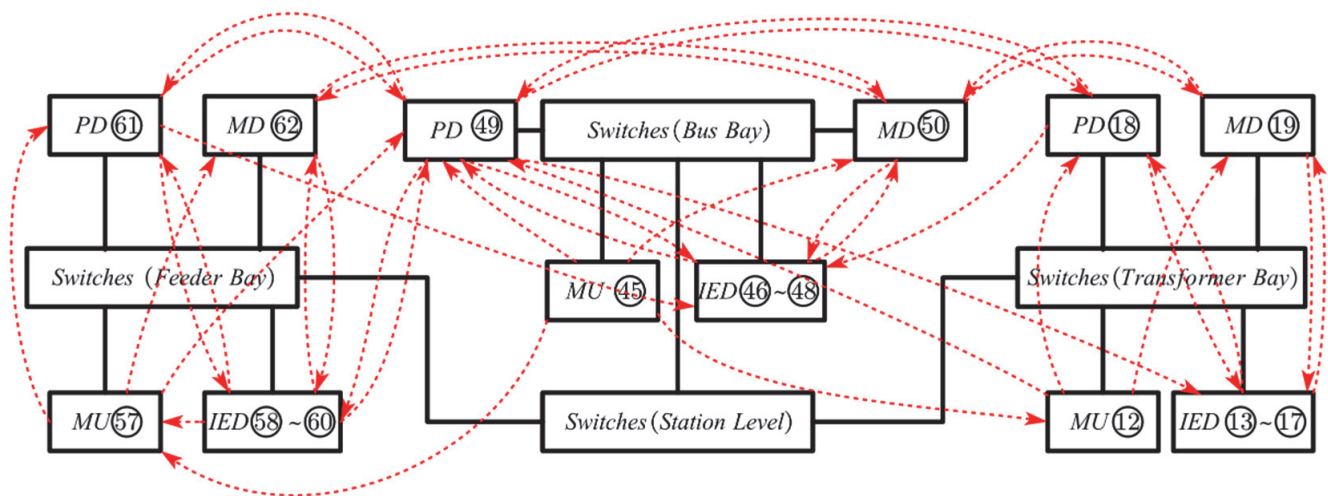 PD 61
MD 62
PD 49
Switches (Bus Bay)
MD 50
PD 18
MD 19
Switches (Feeder Bay)
MU 45
IED 46 ~ 48
Switches (Transformer Bay)
MU 57
IED 58 ~ 60
Switches (Station Level)
MU 12
IED 13 ~ 17